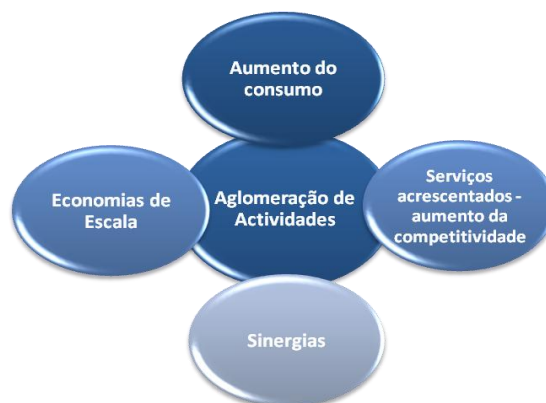 Aumento do
consumo
Economias de
Escala
Aglomeração de
Actividades
Serviços
acrescentados -
aumento da
competitividade
Sinergias